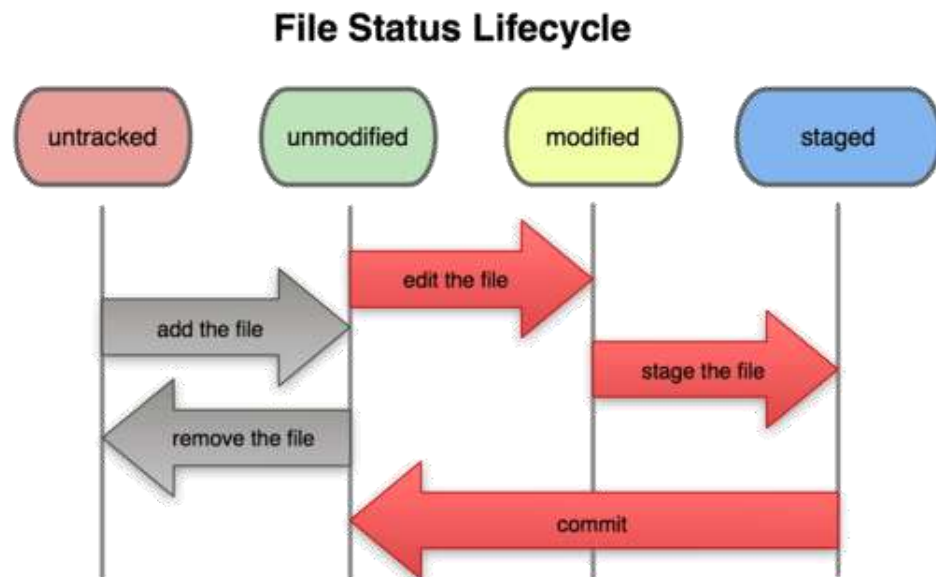 File Status Lifecycle
untracked
unmodified
modified
staged
edit the file
add the file
stage the file
remove the file
commit